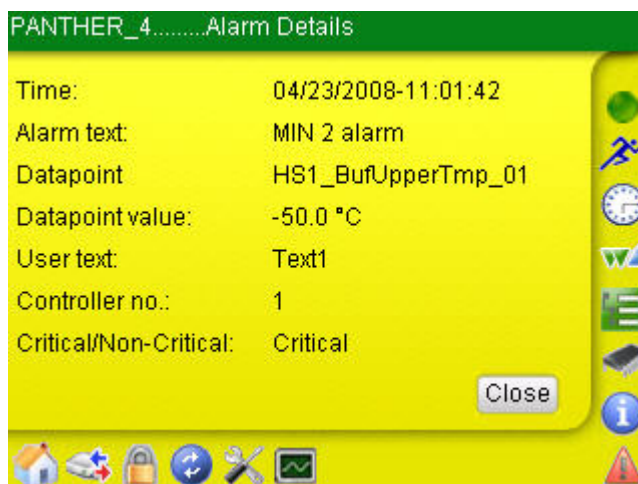 PANTHER_4.........Alarm Details
Time: 04/23/2008-11:01:42
Alarm text: MIN 2 alarm
Datapoint HS1_BufUpperTmp_01
Datapoint value: -50.0 °C
User text: Text1
Controller no.: 1
Critical/Non-Critical: Critical
Close